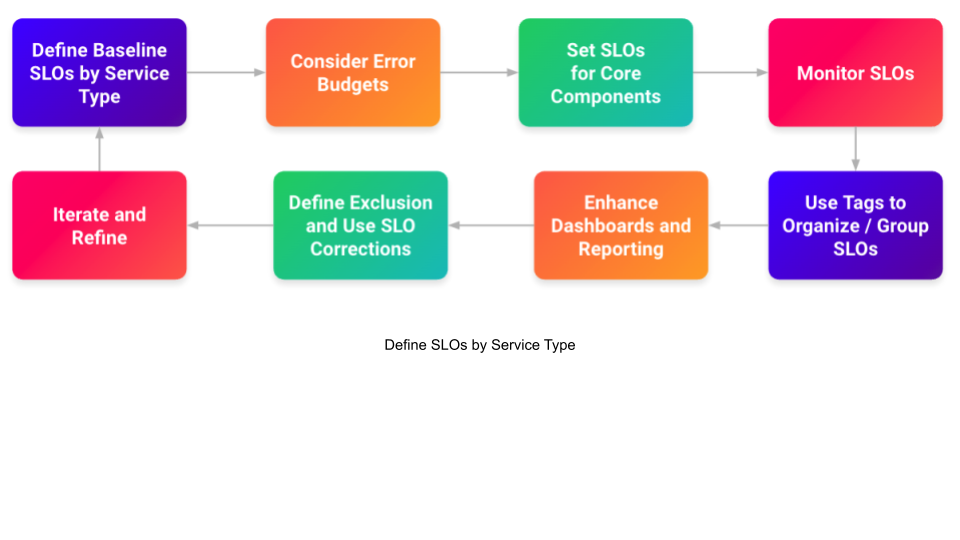 Define Baseline
SLOs by Service
Type
Consider Error
Budgets
Set SLOs
for Core
Components
Monitor SLOs
Use Tags to
Organize / Group
SLOs
Enhance
Dashboards and
Reporting
Define Exclusion
and Use SLO
Corrections
Iterate and
Refine
Define SLOs by Service Type